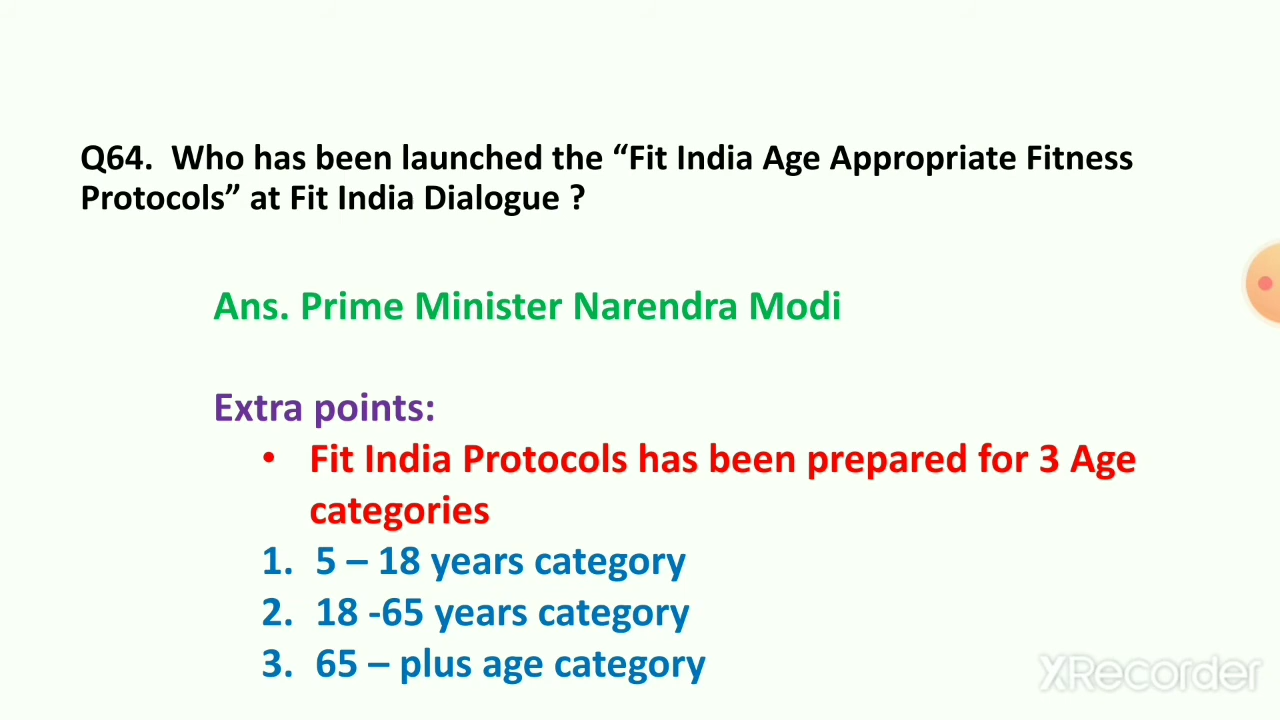 Q64. Who has been launched the “Fit India Age Appropriate Fitness
Protocols” at Fit India Dialogue ?
Ans. Prime Minister Narendra Modi
Extra points:
• Fit India Protocols has been prepared for 3 Age
categories
1. 5 – 18 years category
2. 18 -65 years category
3. 65 – plus age category
XRecorder